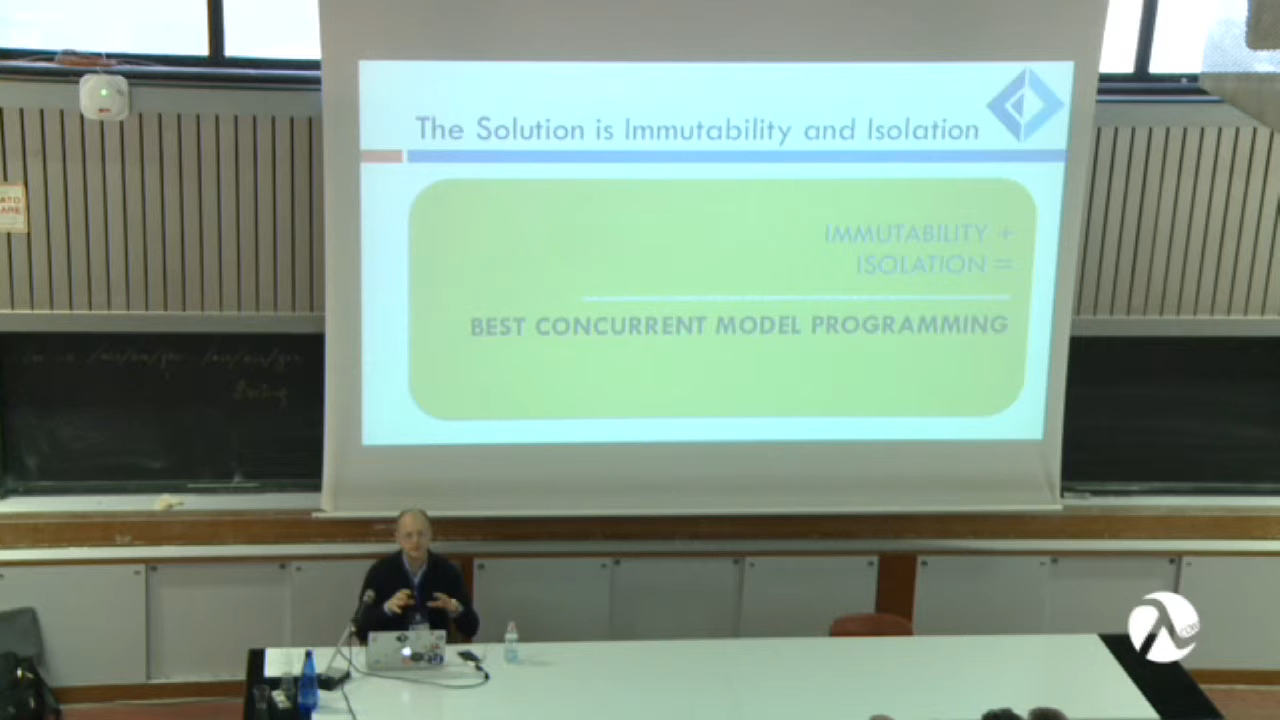 The Solution is Immutability and Isolation
IMMUTABILITY +
ISOLATION =
BEST CONCURRENT MODEL PROGRAMMING